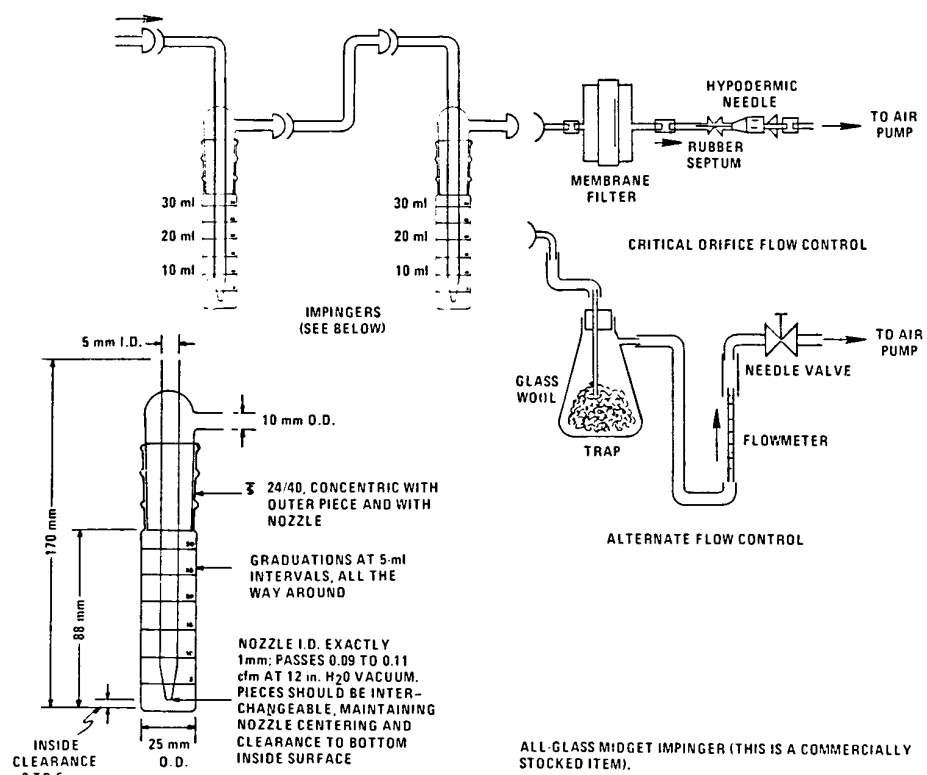 HYPODERMIC
NEEDLE
TO AIR
PUMP
RUBBER
SEPTUM
MEMBRANE
FILTER
30 ml
20 ml
10 ml
30 ml
20 ml
10 ml
CRITICAL ORIFICE FLOW CONTROL
IMPINGERS
(SEE BELOW)
5 mm I.D.
TO AIR
PUMP
NEEDLE VALVE
GLASS
WOOL
TRAP
FLOWMETER
ALTERNATE FLOW CONTROL
10 mm O.D.
24/40, CONCENTRIC WITH
OUTER PIECE AND WITH
NOZZLE
170 mm
88 mm
GRADUATIONS AT 5-ml
INTERVALS, ALL THE
WAY AROUND
NOZZLE I.D. EXACTLY
1mm; PASSES 0.09 TO 0.11
cfm AT 12 in. H2O VACUUM.
PIECES SHOULD BE INTER-
CHANGEABLE, MAINTAINING
NOZZLE CENTERING AND
CLEARANCE TO BOTTOM
INSIDE SURFACE
INSIDE
CLEARANCE
25 mm
O.D.
ALL-GLASS MIDGET IMPINGER (THIS IS A COMMERCIALLY
STOCKED ITEM).